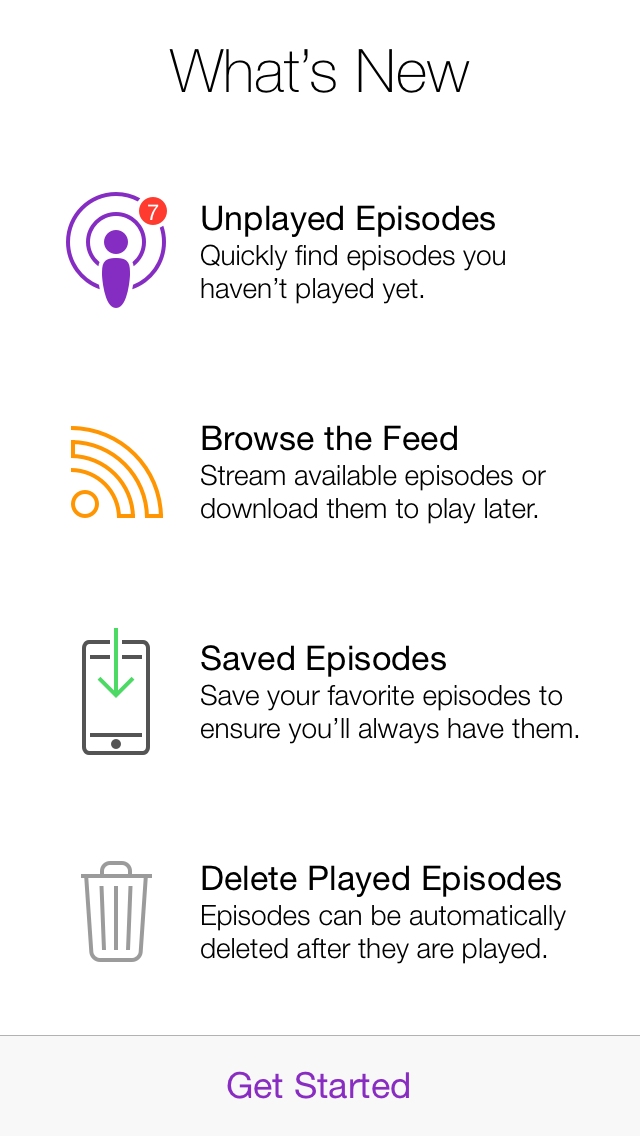 What’s New
7
Unplayed Episodes
Quickly find episodes you
haven’t played yet.
Browse the Feed
Stream available episodes or
download them to play later.
Saved Episodes
Save your favorite episodes to
ensure you’ll always have them.
Delete Played Episodes
Episodes can be automatically
deleted after they are played.
Get Started